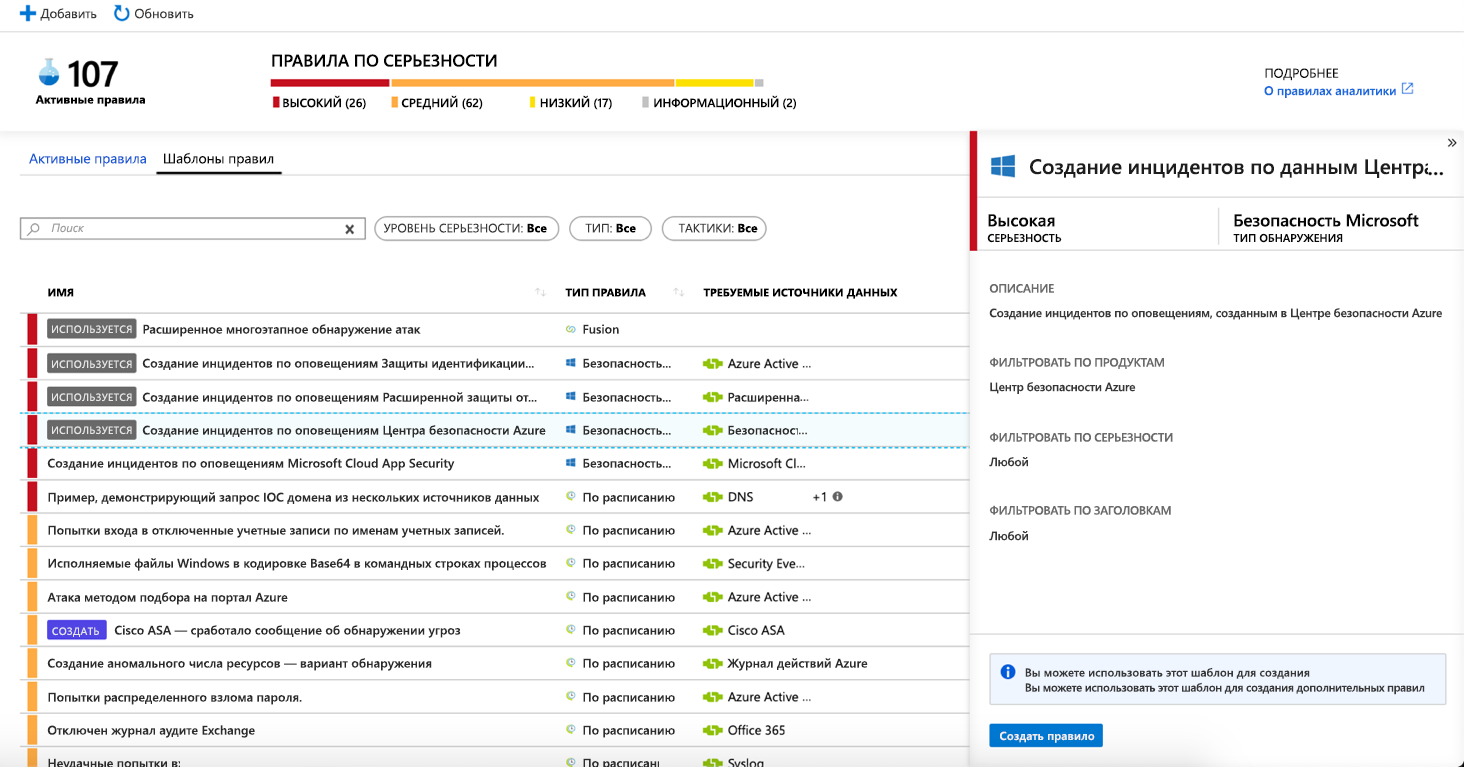 Добавить Обновить
107
Активные правила
ПРАВИЛА ПО СЕРЬЕЗНОСТИ
ВЫСОКИЙ (26) СРЕДНИЙ (62) НИЗКИЙ (17) ИНФОРМАЦИОННЫЙ (2)
ПОДРОБНЕЕ
О правилах аналитики
Активные правила Шаблоны правил
Поиск
УРОВЕНЬ СЕРЬЕЗНОСТИ: Все ТИП: Все ТАКТИКИ: Все
ИМЯ ТИП ПРАВИЛА ТРЕБУЕМЫЕ ИСТОЧНИКИ ДАННЫХ
ИСПОЛЬЗУЕТСЯ Расширенное многоэтапное обнаружение атак Fusion
ИСПОЛЬЗУЕТСЯ Создание инцидентов по оповещениям Защиты идентификации... Безопасность... Azure Active ...
ИСПОЛЬЗУЕТСЯ Создание инцидентов по оповещениям Расширенной защиты от... Безопасность... Расширенна...
ИСПОЛЬЗУЕТСЯ Создание инцидентов по оповещениям Центра безопасности Azure Безопасность... Безопасност...
Создание инцидентов по оповещениям Microsoft Cloud App Security Безопасность... Microsoft Cl...
Пример, демонстрирующий запрос IOC домена из нескольких источников данных По расписанию DNS +1
Попытки входа в отключенные учетные записи по именам учетных записей. По расписанию Azure Active ...
Исполняемые файлы Windows в кодировке Base64 в командных строках процессов По расписанию Security Eve...
Атака методом подбора на портал Azure По расписанию Azure Active ...
СОЗДАТЬ Cisco ASA — сработало сообщение об обнаружении угроз По расписанию Cisco ASA
Создание аномального числа ресурсов — вариант обнаружения По расписанию Журнал действий Azure
Попытки распределенного взлома пароля. По расписанию Azure Active ...
Отключен журнал аудите Exchange По расписанию Office 365
Неудачные попытки в: По расписані Syslog
Создание инцидентов по данным Центра...
Высокая
СЕРЬЕЗНОСТЬ
Безопасность Microsoft
ТИП ОБНАРУЖЕНИЯ
ОПИСАНИЕ
Создание инцидентов по оповещениям, созданным в Центре безопасности Azure
ФИЛЬТРОВАТЬ ПО ПРОДУКТАМ
Центр безопасности Azure
ФИЛЬТРОВАТЬ ПО СЕРЬЕЗНОСТИ
Любой
ФИЛЬТРОВАТЬ ПО ЗАГОЛОВКАМ
Любой
Вы можете использовать этот шаблон для создания
Вы можете использовать этот шаблон для создания дополнительных правил
Создать правило